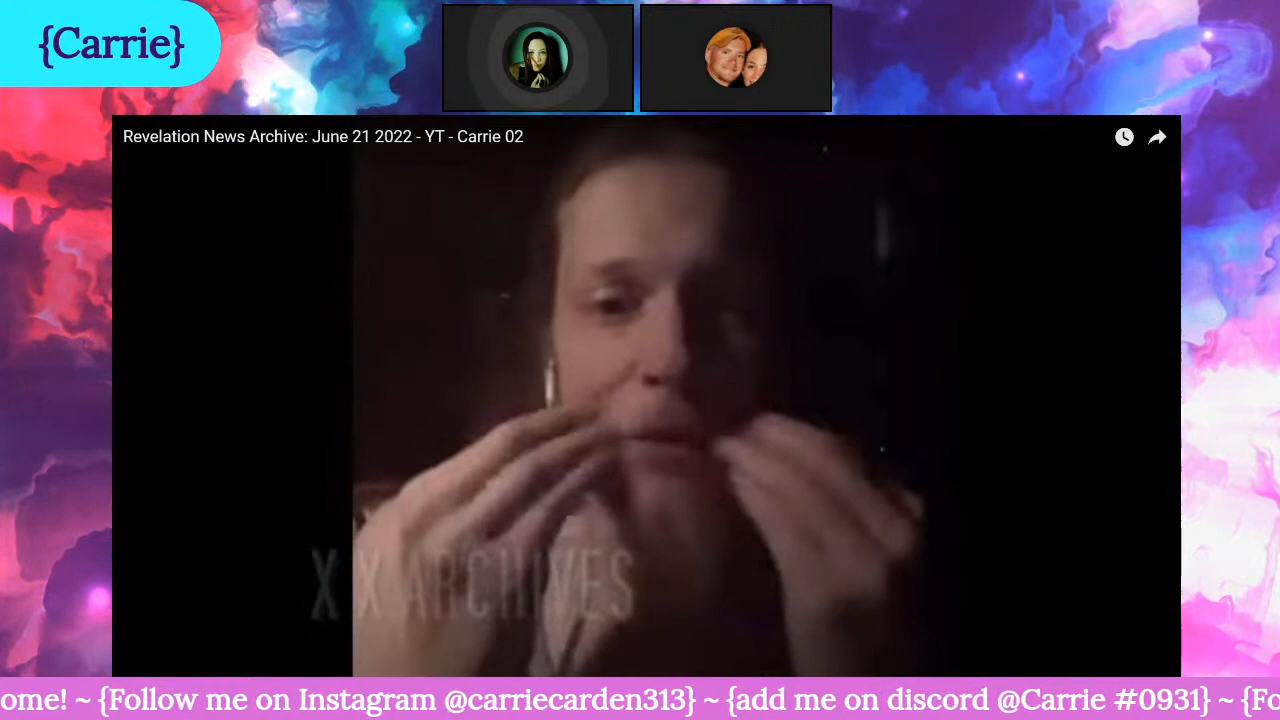 {Carrie}
Revelation News Archive: June 21 2022 - YT - Carrie 02
X X ARCHIVES
ome! ~ {Follow me on Instagram @carriecarden313} ~ {add me on discord @Carrie #0931} ~ {Fo